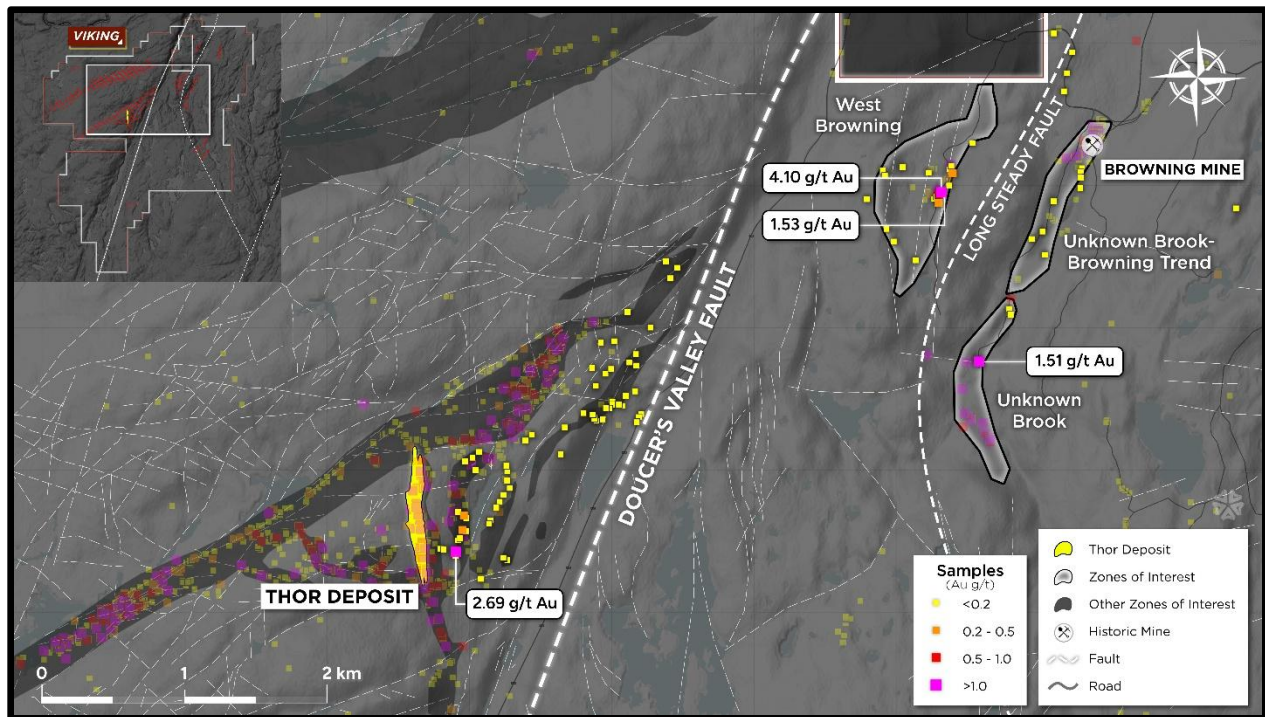 VIKING
West
Browning
4.10 g/t Au
1.53 g/t Au
LONG STEADY FAULT
BROWNING MINE
Unknown Brook-
Browning Trend
DOUCER'S VALLEY FAULT
1.51 g/t Au
Unknown
Brook
THOR DEPOSIT
2.69 g/t Au
0 1 2 km
Samples
(Au g/t)
<0.2
0.2 - 0.5
0.5 - 1.0
>1.0
Thor Deposit
Zones of Interest
Other Zones of Interest
Historic Mine
Fault
Road